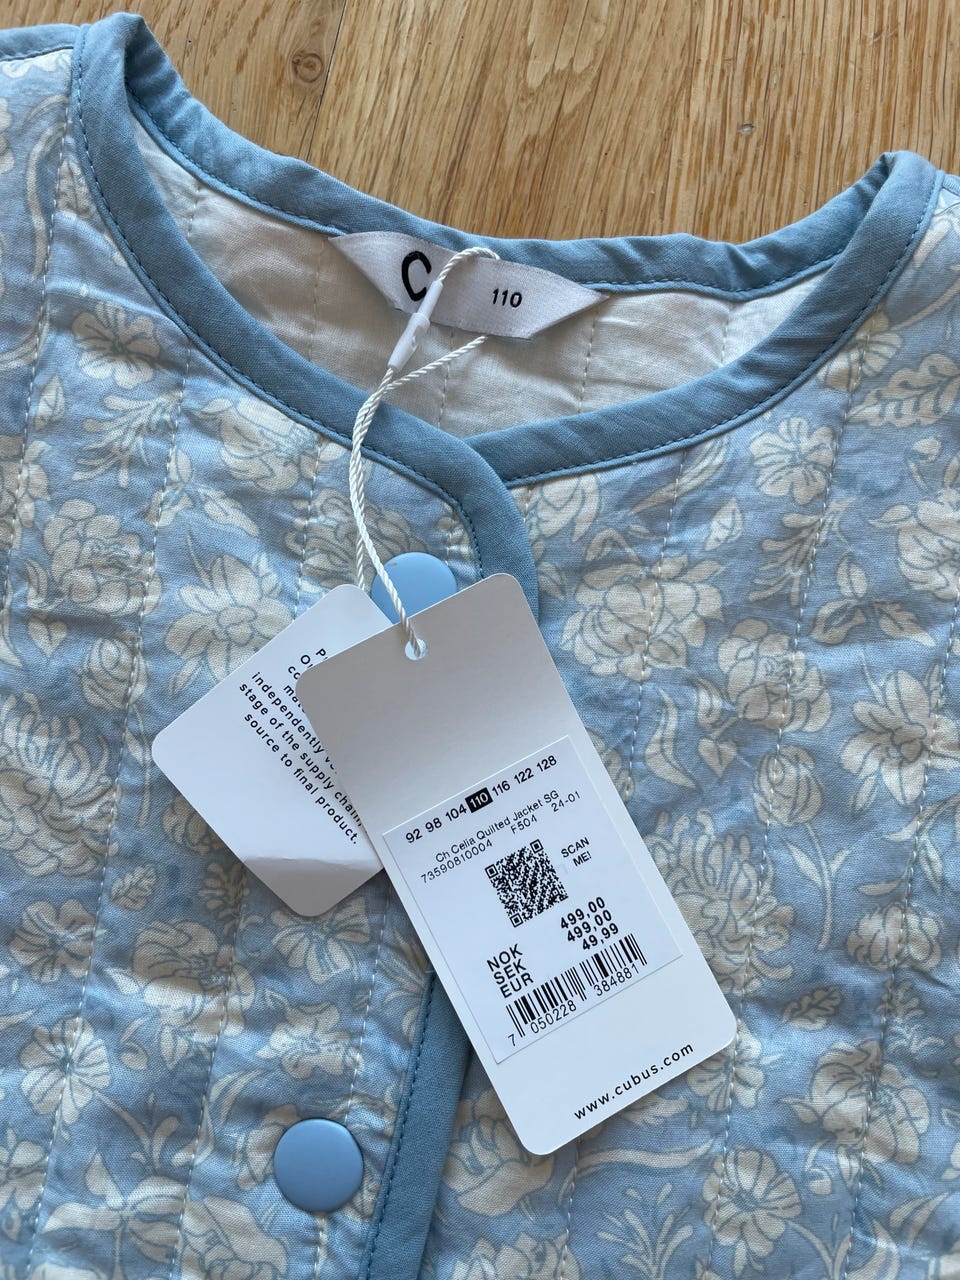 C
110
independently
stage of the supply chain,
source to final product.
92 98 104 110 116 122 128
Ch Celia Quilted Jacket SG
73590810004 F504 24-01
SCAN
ME!
NOK 499,00
SEK 499,00
EUR 49,99
7 050228 384881
www.cubus.com